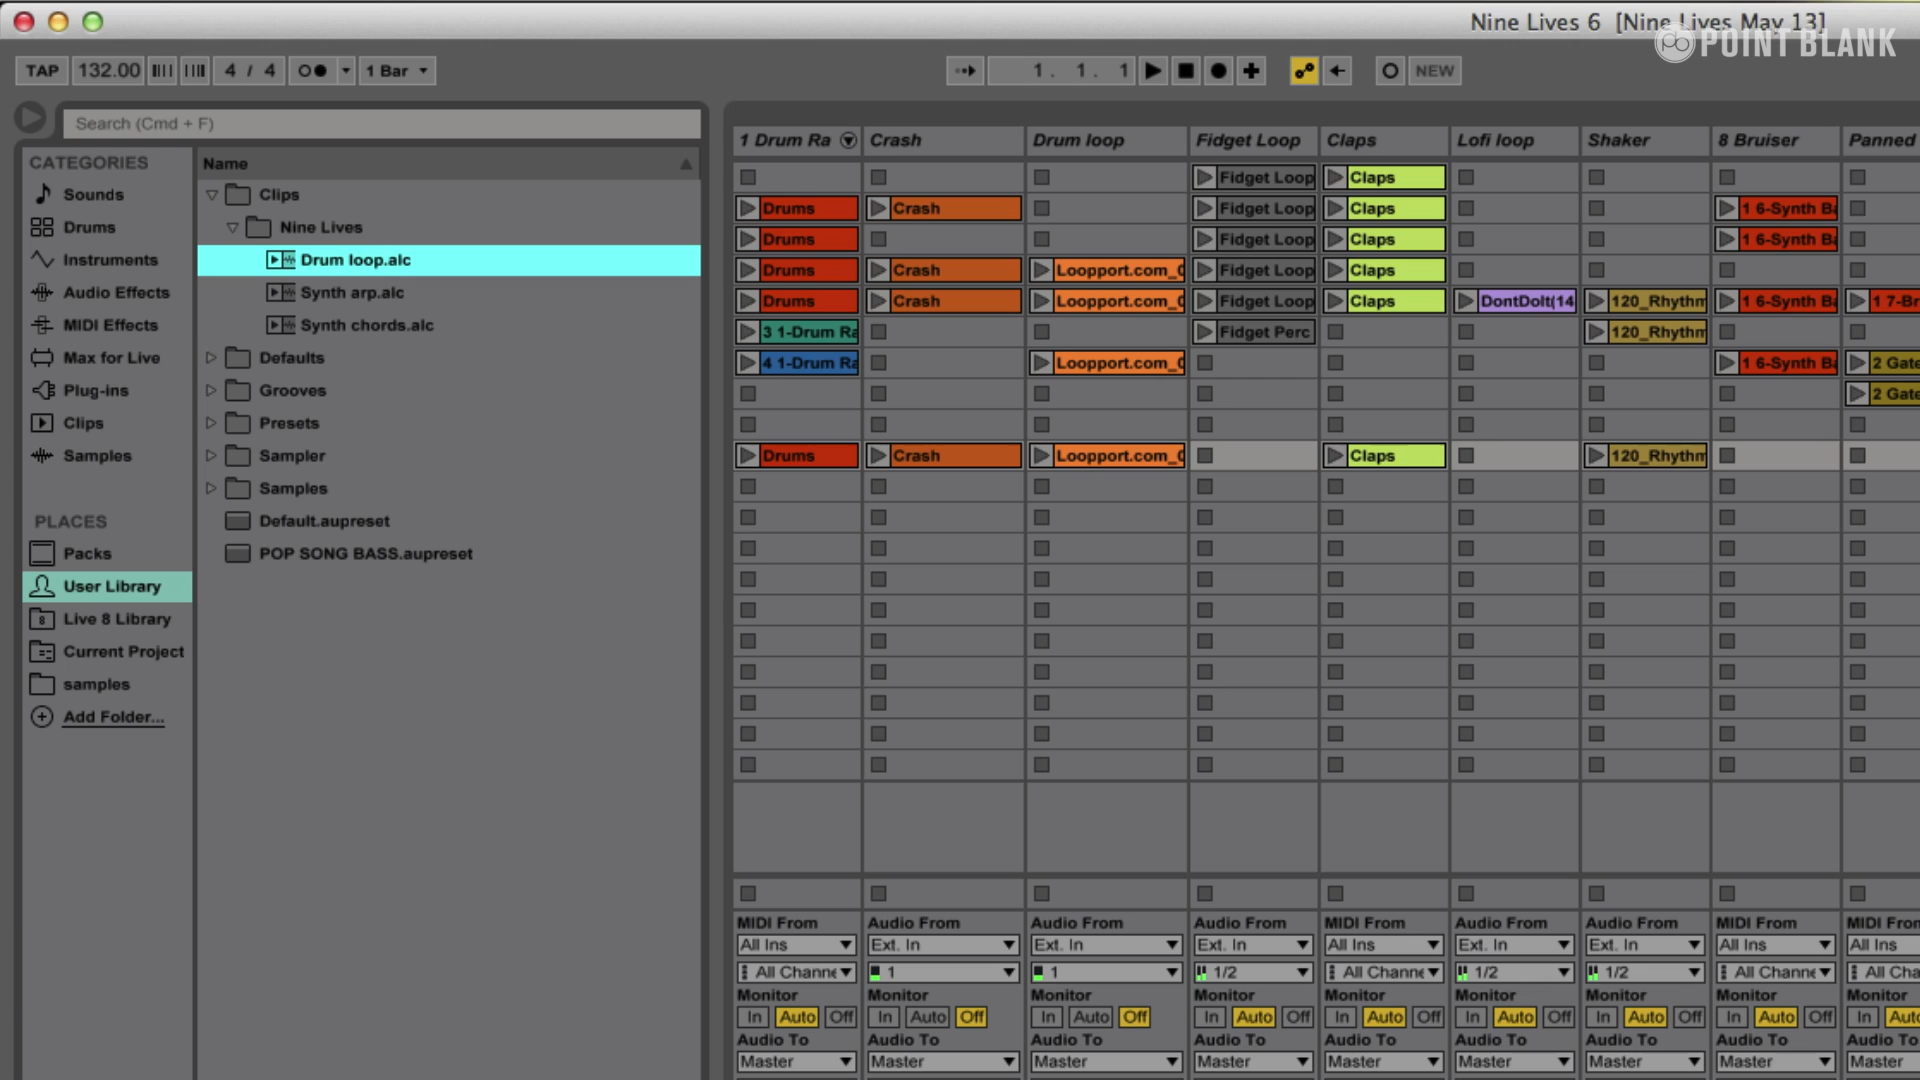 Nine Lives 6 [Nine Lives May 13]
POINT BLANK
TAP 132.00 4 / 4 1 Bar 1. 1. 1 NEW
Search (Cmd + F)
CATEGORIES
Sounds
Drums
Instruments
Audio Effects
MIDI Effects
Max for Live
Plug-ins
Clips
Samples
PLACES
Packs
User Library
Live 8 Library
Current Project
samples
Add Folder...
Name
Clips
Nine Lives
Drum loop.alc
Synth arp.alc
Synth chords.alc
Defaults
Grooves
Presets
Sampler
Samples
Default.aupreset
POP SONG BASS.aupreset
1 Drum Ra Crash Drum loop Fidget Loop Claps Lofi loop Shaker 8 Bruiser Panned
Fidget Loop Claps
Drums Crash Fidget Loop Claps 1 6-Synth Ba
Drums Fidget Loop Claps 1 6-Synth Ba
Drums Crash Loopport.com_0 Fidget Loop Claps
Drums Crash Loopport.com_0 Fidget Loop Claps DontDoIt(14 120_Rhythm 1 6-Synth Ba 1 7-Br
3 1-Drum Ra Fidget Perc 120_Rhythm
4 1-Drum Ra Loopport.com_0 1 6-Synth Ba 2 Gate
2 Gate
Drums Crash Loopport.com_0 Claps 120_Rhythm
MIDI From Audio From Audio From Audio From MIDI From Audio From Audio From MIDI From MIDI From
All Ins Ext. In Ext. In Ext. In All Ins Ext. In Ext. In All Ins All Ins
All Channe 1 1 1/2 All Channe 1/2 1/2 All Channe All Cha
Monitor Monitor Monitor Monitor Monitor Monitor Monitor Monitor Monitor
In Auto Off In Auto Off In Auto Off In Auto Off In Auto Off In Auto Off In Auto Off In Auto Off In Auto
Audio To Audio To Audio To Audio To Audio To Audio To Audio To Audio To Audio To
Master Master Master Master Master Master Master Master Master